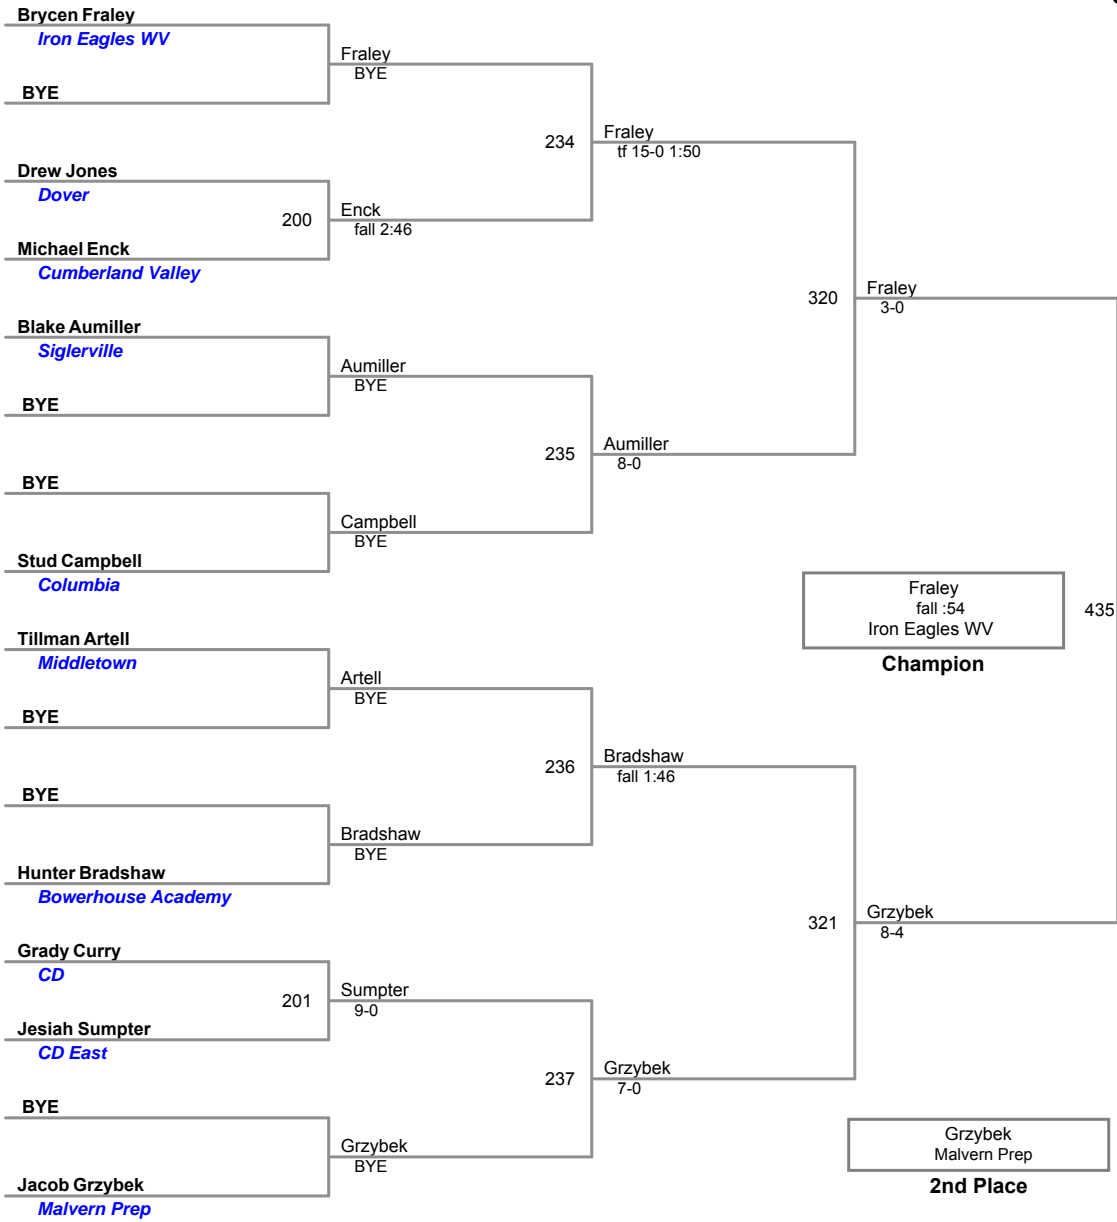 Brycen Fraley
Iron Eagles WV
BYE
Drew Jones
Dover
200
Michael Enck
Cumberland Valley
Blake Aumiller
Siglerville
BYE
BYE
Stud Campbell
Columbia
Tillman Artell
Middletown
BYE
BYE
Hunter Bradshaw
Bowerhouse Academy
Grady Curry
CD
201
Jesiah Sumpter
CD East
BYE
Jacob Grzybek
Malvern Prep
Fraley
BYE
234
Enck
fall 2:46
Aumiller
BYE
235
Campbell
BYE
Artell
BYE
236
Bradshaw
BYE
Sumpter
9-0
237
Grzybek
BYE
Fraley
tf 15-0 1:50
320
Aumiller
8-0
Bradshaw
fall 1:46
321
Grzybek
7-0
Fraley
3-0
Grzybek
8-4
435
Fraley
fall :54
Iron Eagles WV
Champion
Grzybek
Malvern Prep
2nd Place